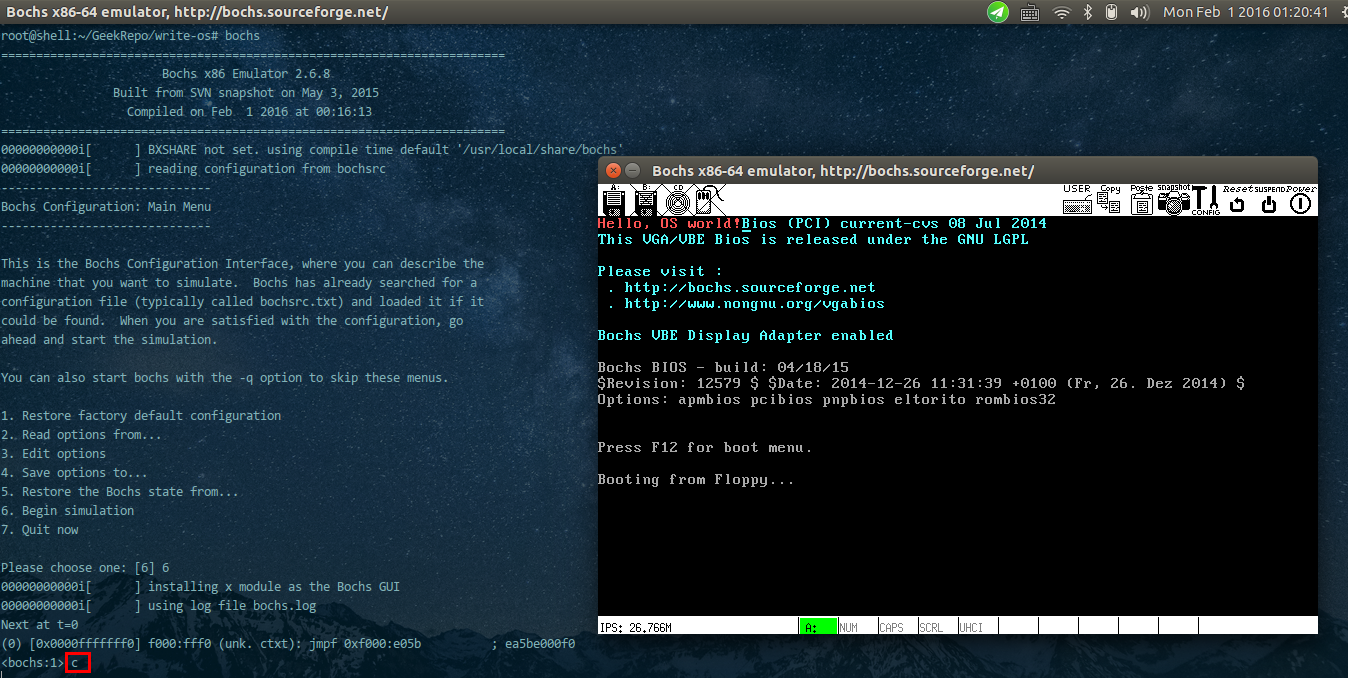 Bochs x86-64 emulator, http://bochs.sourceforge.net/ Mon Feb 1 2016 01:20:41
root@shell:~/GeekRepo/write-os# bochs
========================================================================
Bochs x86 Emulator 2.6.8
Built from SVN snapshot on May 3, 2015
Compiled on Feb  1 2016 at 00:16:13
========================================================================
00000000000i[      ] BXSHARE not set. using compile time default '/usr/local/share/bochs'
00000000000i[      ] reading configuration from bochsrc
------------------------------
Bochs Configuration: Main Menu
------------------------------
This is the Bochs Configuration Interface, where you can describe the
machine that you want to simulate.  Bochs has already searched for a
configuration file (typically called bochsrc.txt) and loaded it if it
could be found.  When you are satisfied with the configuration, go
ahead and start the simulation.
You can also start bochs with the -q option to skip these menus.
1. Restore factory default configuration
2. Read options from...
3. Edit options
4. Save options to...
5. Restore the Bochs state from...
6. Begin simulation
7. Quit now
Please choose one: [6] 6
00000000000i[      ] installing x module as the Bochs GUI
00000000000i[      ] using log file bochs.log
Next at t=0
(0) [0x0000fffffff0] f000:fff0 (unk. ctxt): jmpf 0xf000:e05b          ; ea5be000f0
<bochs:1> c
Bochs x86-64 emulator, http://bochs.sourceforge.net/
A: B: CD USER Copy Paste Snapshot CONFIG Reset SUSPEND Power
Hello, OS world!Bios (PCI) current-cvs 08 Jul 2014
This VGA/VBE Bios is released under the GNU LGPL
Please visit :
. http://bochs.sourceforge.net
. http://www.nongnu.org/vgabios
Bochs VBE Display Adapter enabled
Bochs BIOS - build: 04/18/15
$Revision: 12579 $ $Date: 2014-12-26 11:31:39 +0100 (Fr, 26. Dez 2014) $
Options: apmbios pcibios pnpbios eltorito rombios32
Press F12 for boot menu.
Booting from Floppy...
IPS: 26.766M A: NUM CAPS SCRL UHCI